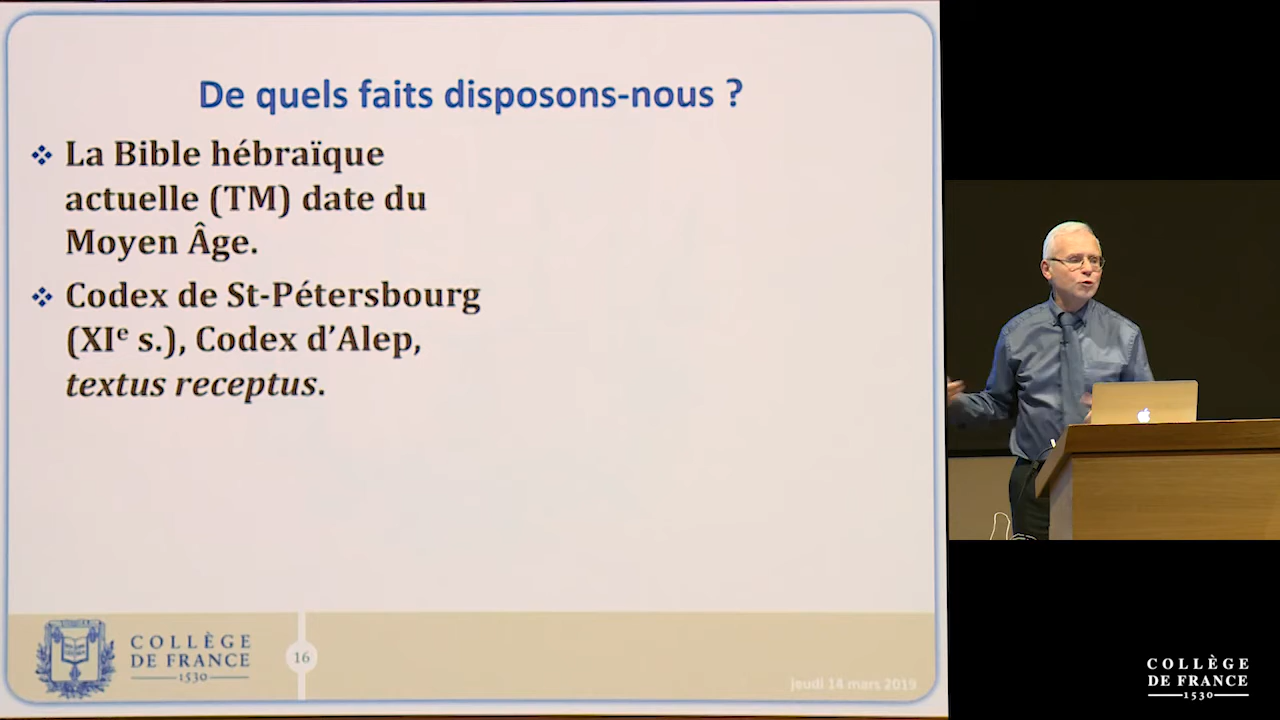 De quels faits disposons-nous ?
❖ La Bible hébraïque
actuelle (TM) date du
Moyen Âge.
❖ Codex de St-Pétersbourg
(XIe s.), Codex d’Alep,
textus receptus.
COLLÈGE
DE FRANCE
1530
16
jeudi 14 mars 2019
COLLÈGE
DE FRANCE
1530